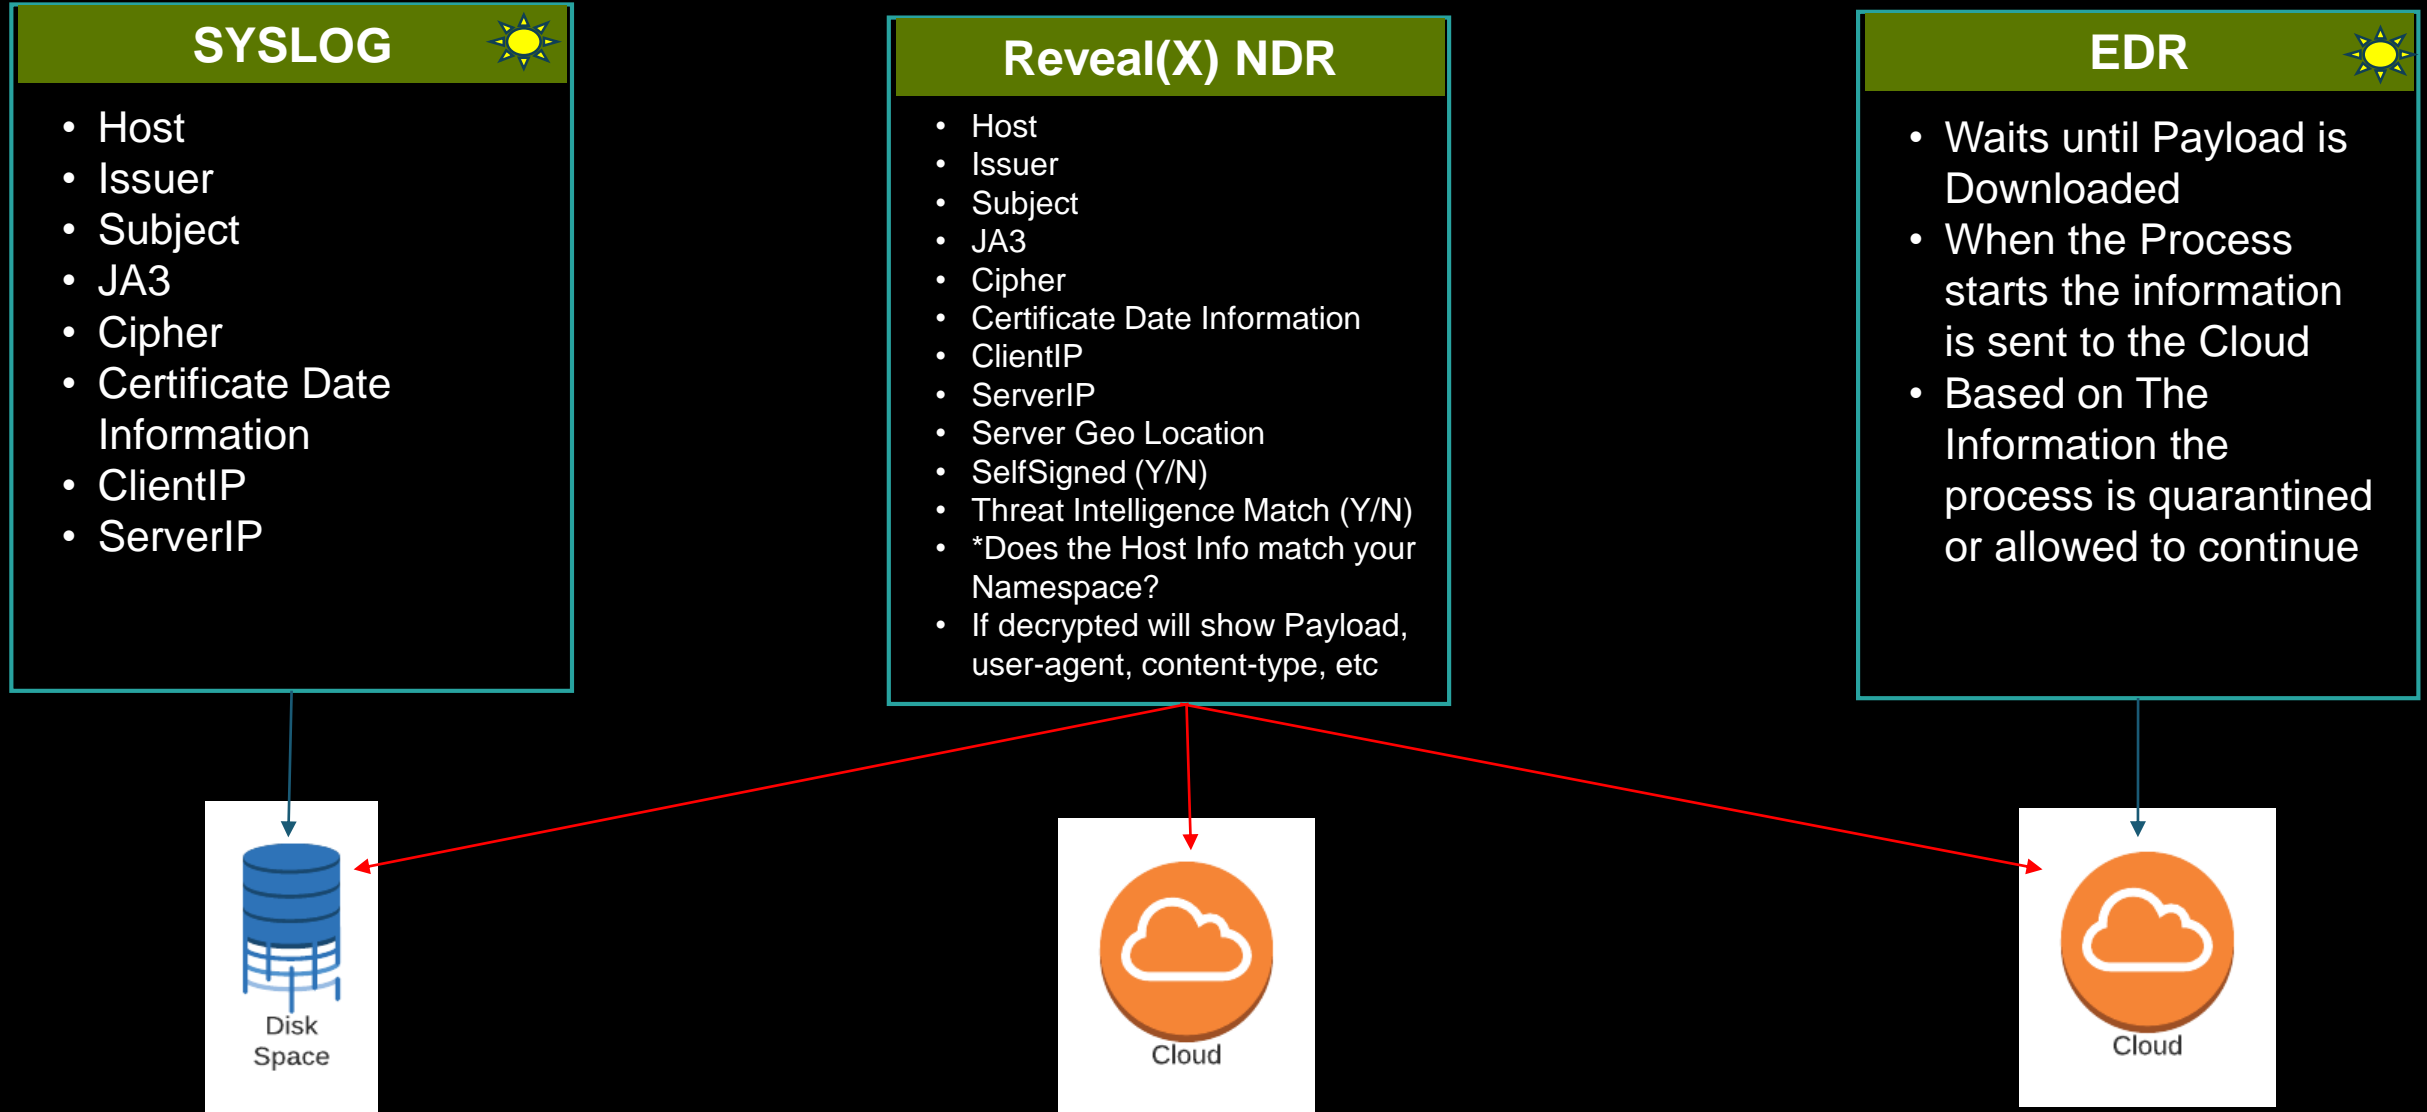 SYSLOG
• Host
• Issuer
• Subject
• JA3
• Cipher
• Certificate Date
Information
• ClientIP
• ServerIP
Reveal(X) NDR
• Host
• Issuer
• Subject
• JA3
• Cipher
• Certificate Date Information
• ClientIP
• ServerIP
• Server Geo Location
• SelfSigned (Y/N)
• Threat Intelligence Match (Y/N)
• *Does the Host Info match your
Namespace?
• If decrypted will show Payload,
user-agent, content-type, etc
EDR
• Waits until Payload is
Downloaded
• When the Process
starts the information
is sent to the Cloud
• Based on The
Information the
process is quarantined
or allowed to continue
Disk
Space
Cloud
Cloud